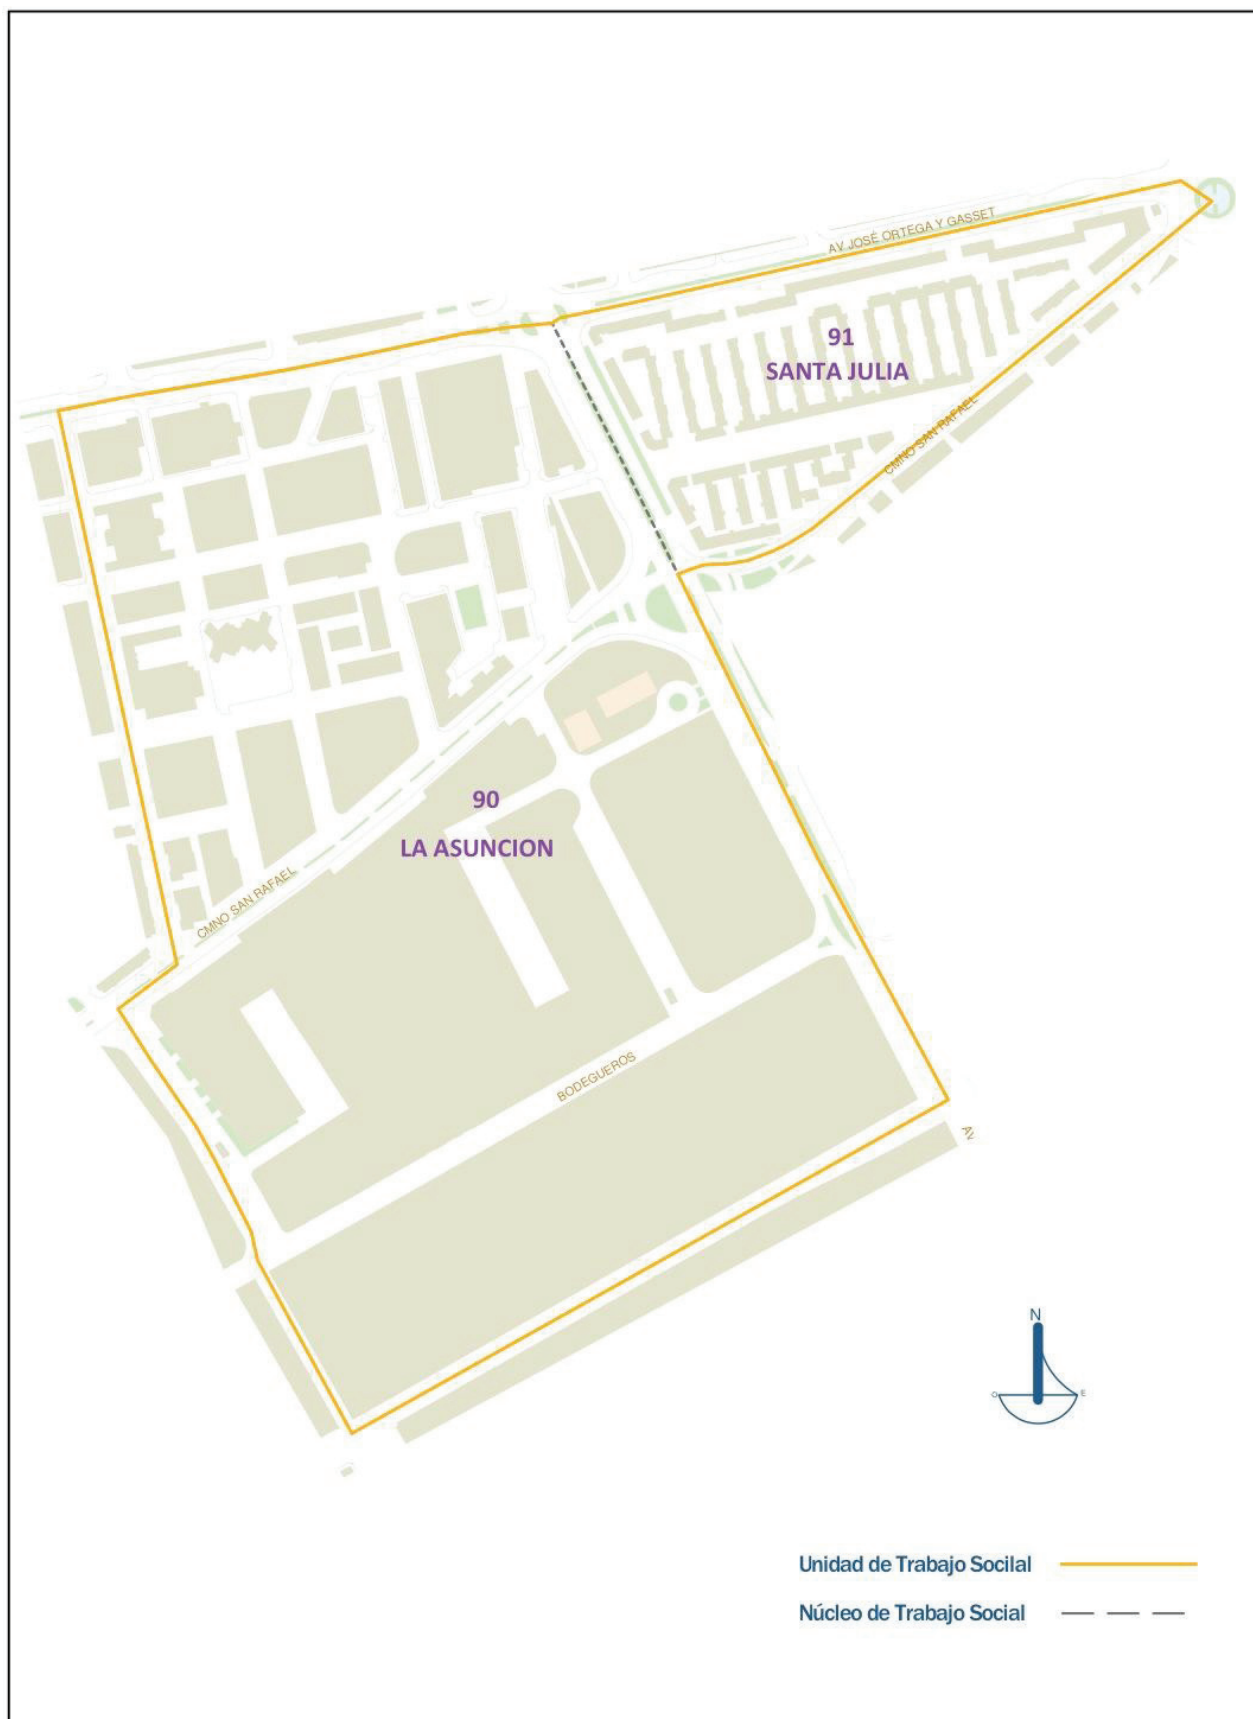 AV JOSÉ ORTEGA Y GASSET
91
SANTA JULIA
CMNO SAN RAFAEL
90
LA ASUNCION
CMNO SAN RAFAEL
BODEGUEROS
AV
N
O
E
Unidad de Trabajo Socilal
Núcleo de Trabajo Social